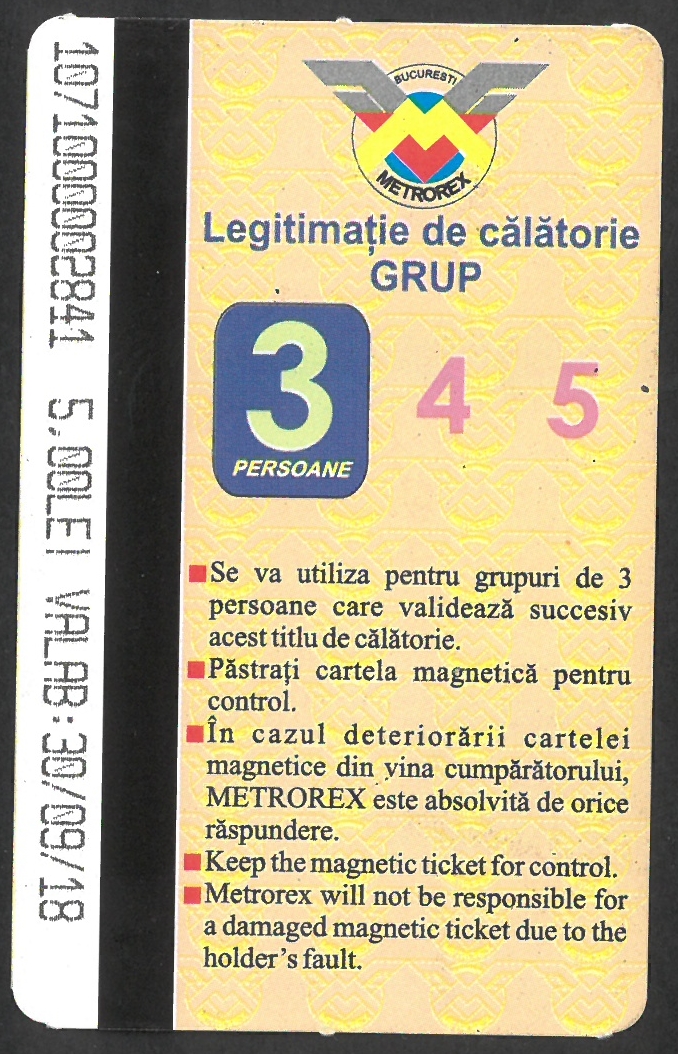 107100002841 5.00LEI VALAB:30/09/18
BUCURESTI
METROREX
Legitimaţie de călătorie
GRUP
3 4 5
PERSOANE
Se va utiliza pentru grupuri de 3
persoane care validează succesiv
acest titlu de călătorie.
Păstraţi cartela magnetică pentru
control.
În cazul deteriorării cartelei
magnetice din vina cumpărătorului,
METROREX este absolvită de orice
răspundere.
Keep the magnetic ticket for control.
Metrorex will not be responsible for
a damaged magnetic ticket due to the
holder's fault.